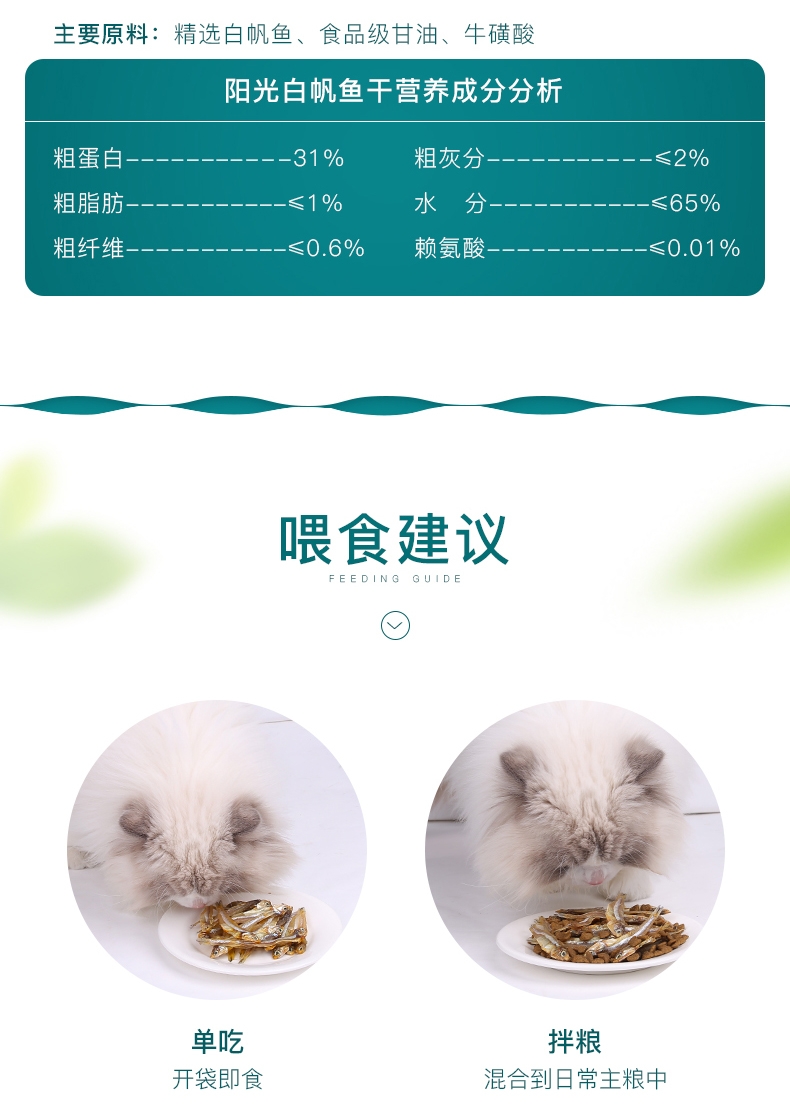 主要原料：精选白帆鱼、食品级甘油、牛磺酸
阳光白帆鱼干营养成分分析
粗蛋白-----------31%
粗灰分-----------≤2%
粗脂肪-----------≤1%
水 分-----------≤65%
粗纤维-----------≤0.6%
赖氨酸-----------≤0.01%
喂食建议
FEEDING GUIDE
单吃
拌粮
开袋即食
混合到日常主粮中